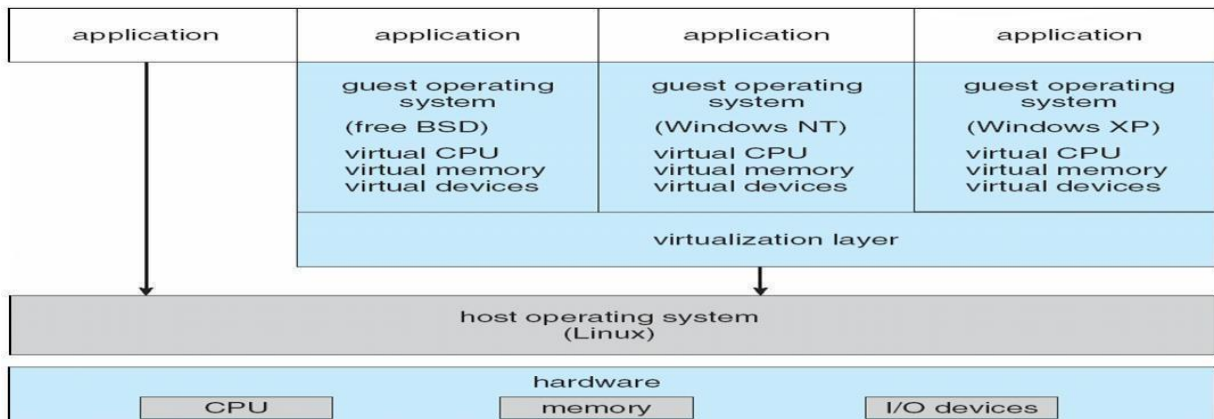 application
application
application
application
guest operating
system
(free BSD)
virtual CPU
virtual memory
virtual devices
guest operating
system
(Windows NT)
virtual CPU
virtual memory
virtual devices
guest operating
system
(Windows XP)
virtual CPU
virtual memory
virtual devices
virtualization layer
host operating system
(Linux)
hardware
CPU
memory
I/O devices